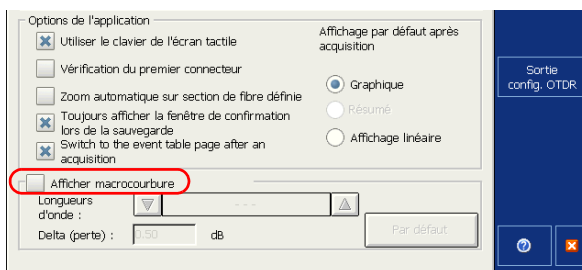 Options de l'application
Utiliser le clavier de l'écran tactile
Vérification du premier connecteur
Zoom automatique sur section de fibre définie
Toujours afficher la fenêtre de confirmation
lors de la sauvegarde
Switch to the event table page after an
acquisition
Affichage par défaut après
acquisition
Graphique
Résumé
Affichage linéaire
Afficher macrocourbure
Longueurs
d'onde :
- - -
Delta (perte) :
0.50
dB
Par défaut
Sortie
config. OTDR